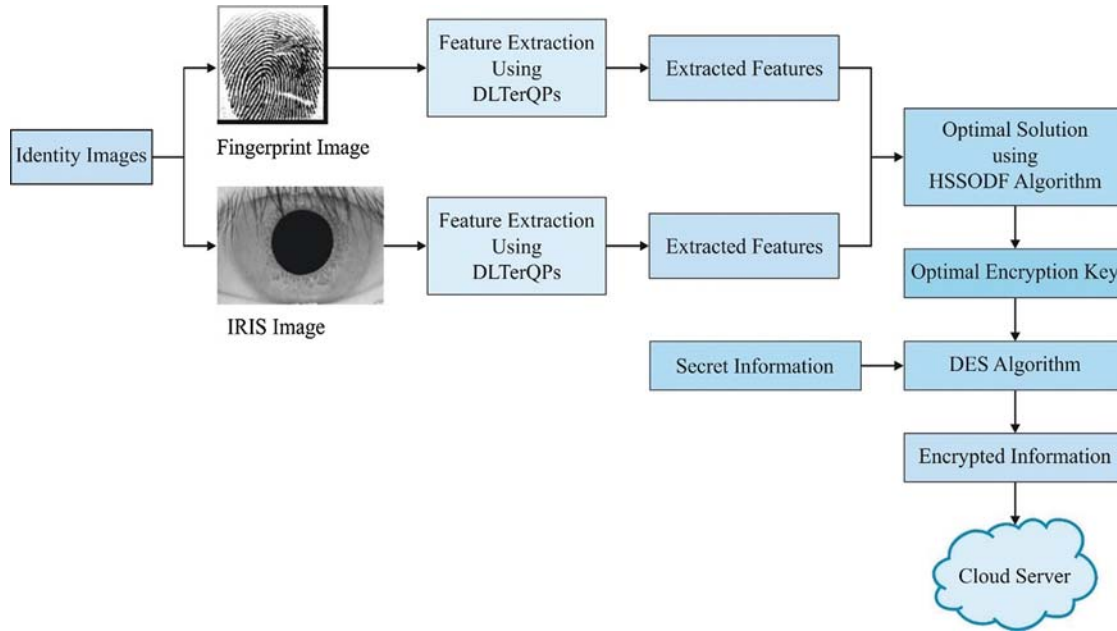 Identity Images
Fingerprint Image
IRIS Image
Feature Extraction
Using
DLTerQPs
Feature Extraction
Using
DLTerQPs
Extracted Features
Extracted Features
Optimal Solution
using
HSSODF Algorithm
Optimal Encryption Key
Secret Information
DES Algorithm
Encrypted Information
Cloud Server